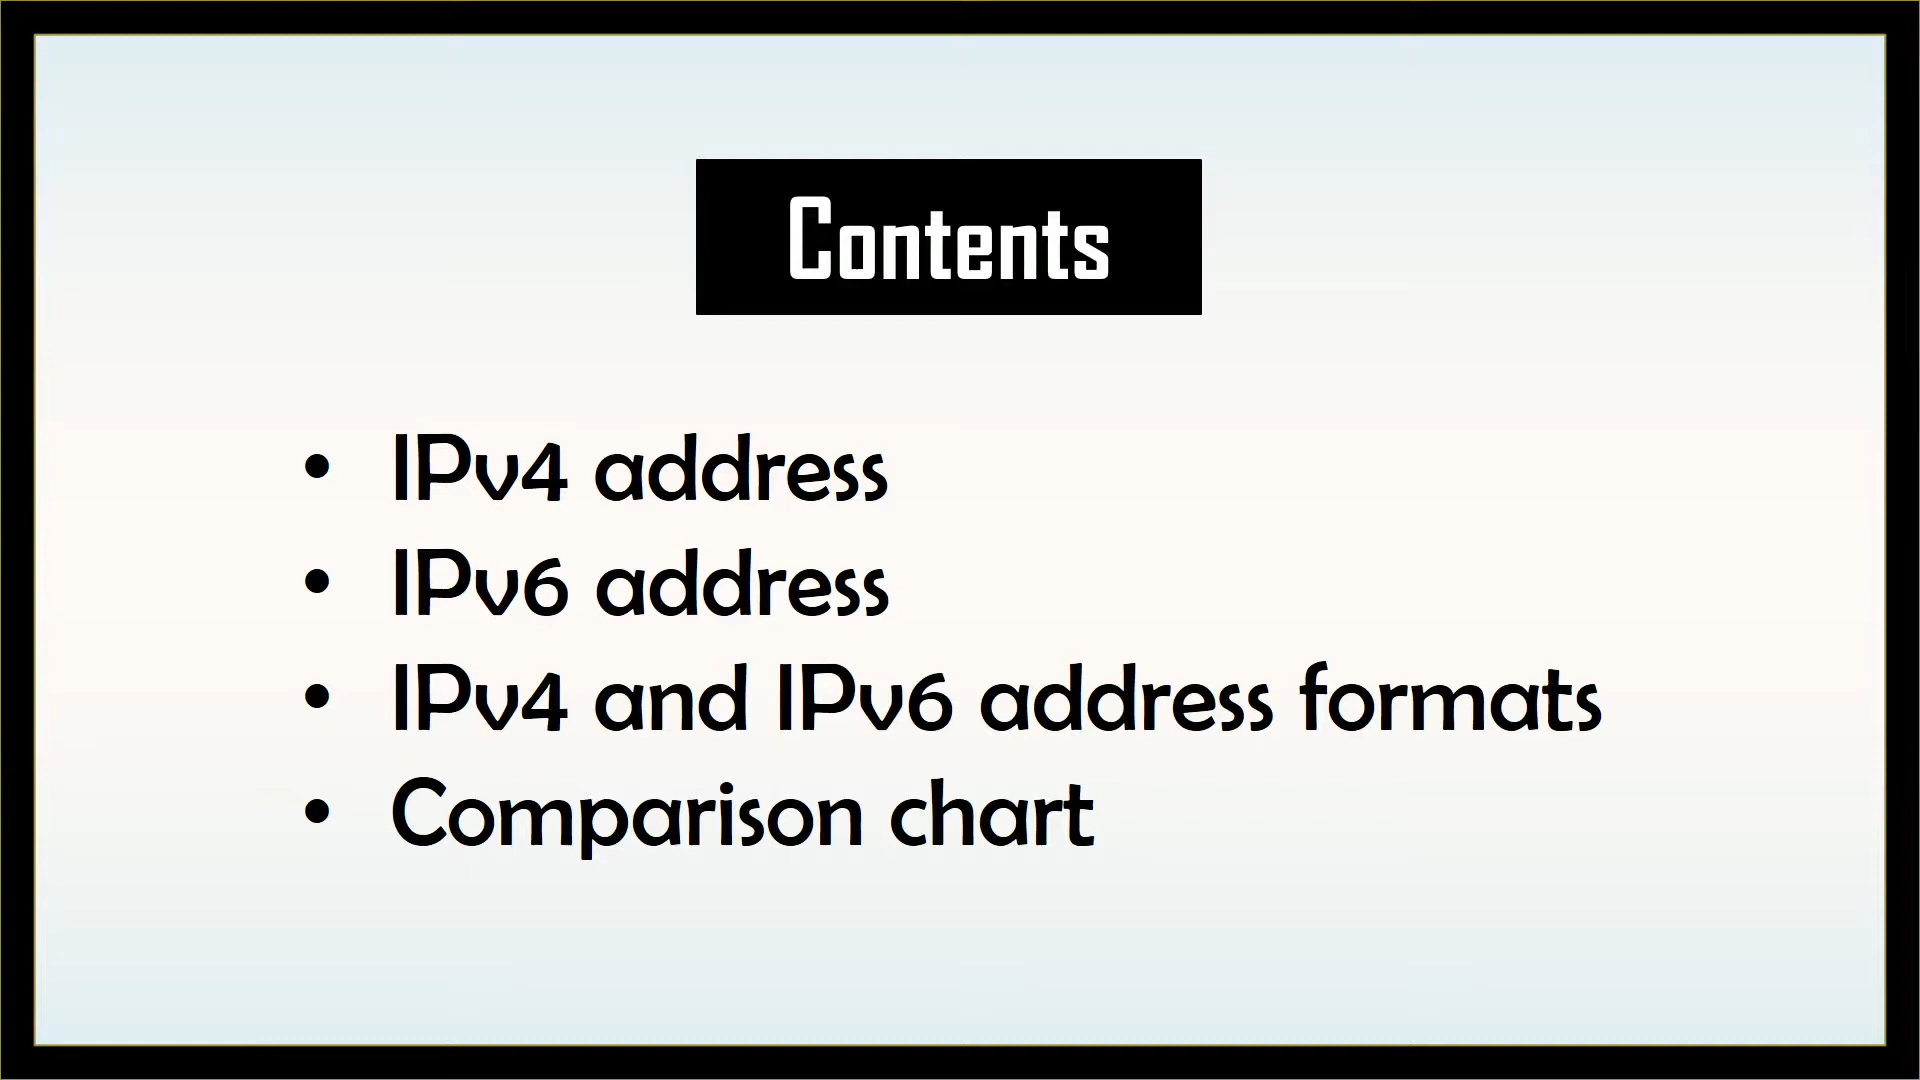 Contents
• IPv4 address
• IPv6 address
• IPv4 and IPv6 address formats
• Comparison chart